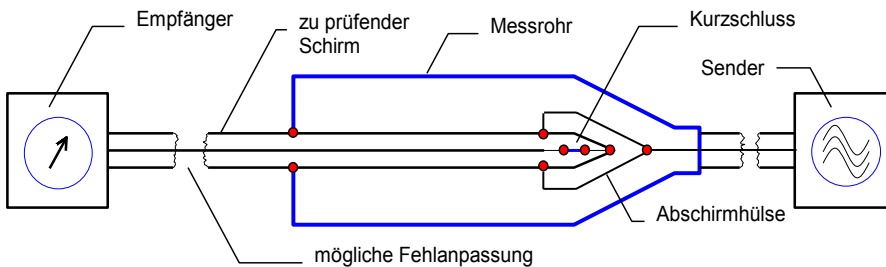 Empfänger
zu prüfender
Schirm
Messrohr
Kurzschluss
Sender
Abschirmhülse
mögliche Fehlanpassung